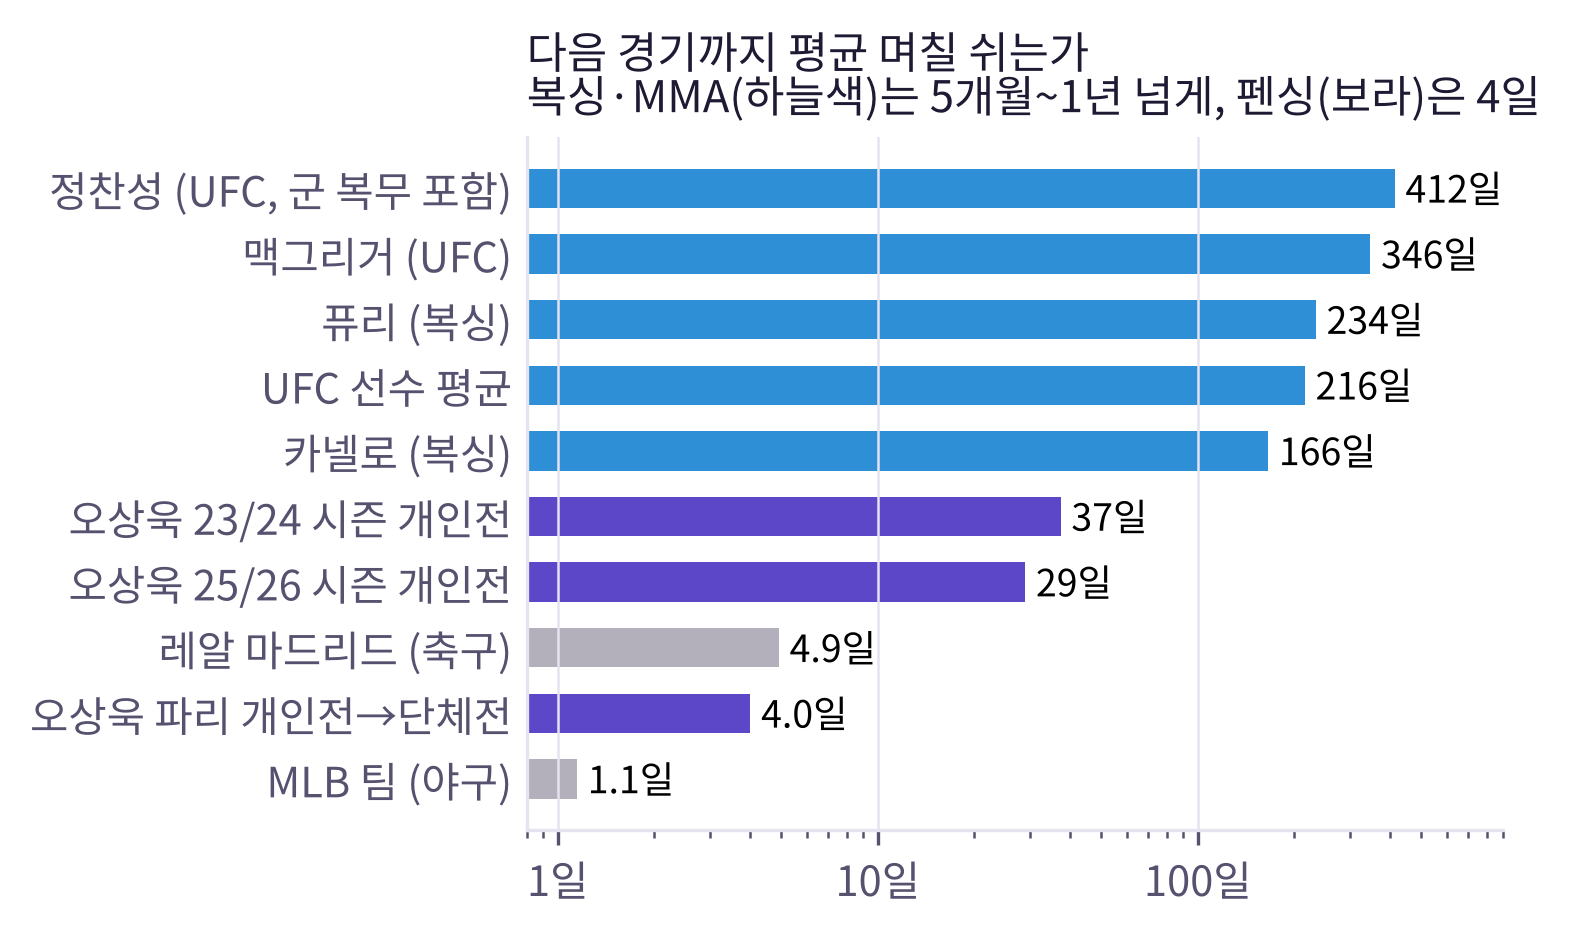 다음 경기까지 평균 며칠 쉬는가
복싱·MMA(하늘색)는 5개월~1년 넘게, 펜싱(보라)은 4일
정찬성 (UFC, 군 복무 포함) 412일
맥그리거 (UFC) 346일
퓨리 (복싱) 234일
UFC 선수 평균 216일
카넬로 (복싱) 166일
오상욱 23/24 시즌 개인전 37일
오상욱 25/26 시즌 개인전 29일
레알 마드리드 (축구) 4.9일
오상욱 파리 개인전→단체전 4.0일
MLB 팀 (야구) 1.1일
1일 10일 100일